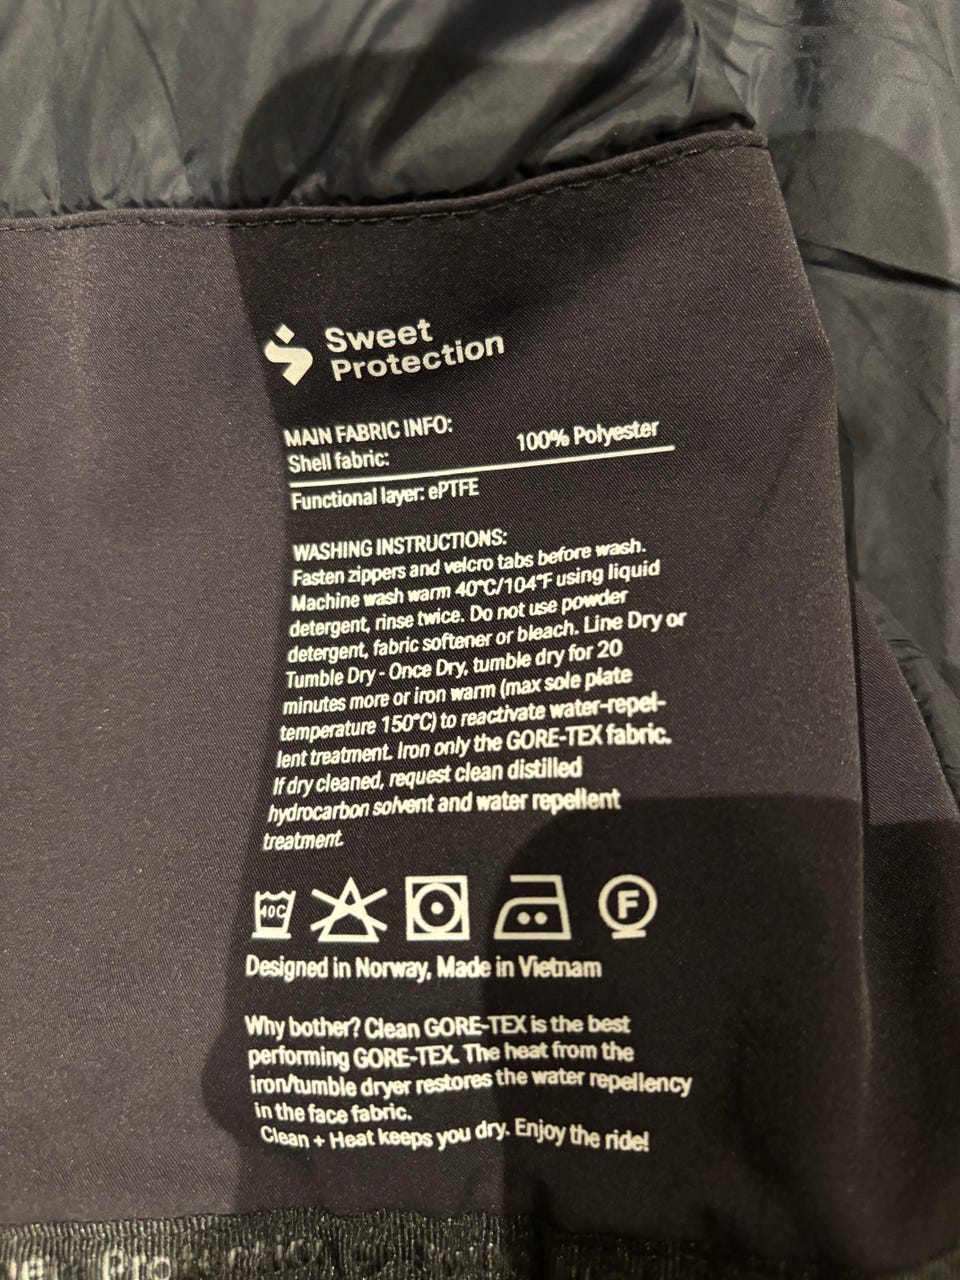 Sweet
Protection
MAIN FABRIC INFO:
Shell fabric: 100% Polyester
Functional layer: ePTFE
WASHING INSTRUCTIONS:
Fasten zippers and velcro tabs before wash.
Machine wash warm 40°C/104°F using liquid
detergent, rinse twice. Do not use powder
detergent, fabric softener or bleach. Line Dry or
Tumble Dry - Once Dry, tumble dry for 20
minutes more or iron warm (max sole plate
temperature 150°C) to reactivate water-repel-
lent treatment. Iron only the GORE-TEX fabric.
If dry cleaned, request clean distilled
hydrocarbon solvent and water repellent
treatment.
40C
F
Designed in Norway, Made in Vietnam
Why bother? Clean GORE-TEX is the best
performing GORE-TEX. The heat from the
iron/tumble dryer restores the water repellency
in the face fabric.
Clean + Heat keeps you dry. Enjoy the ride!